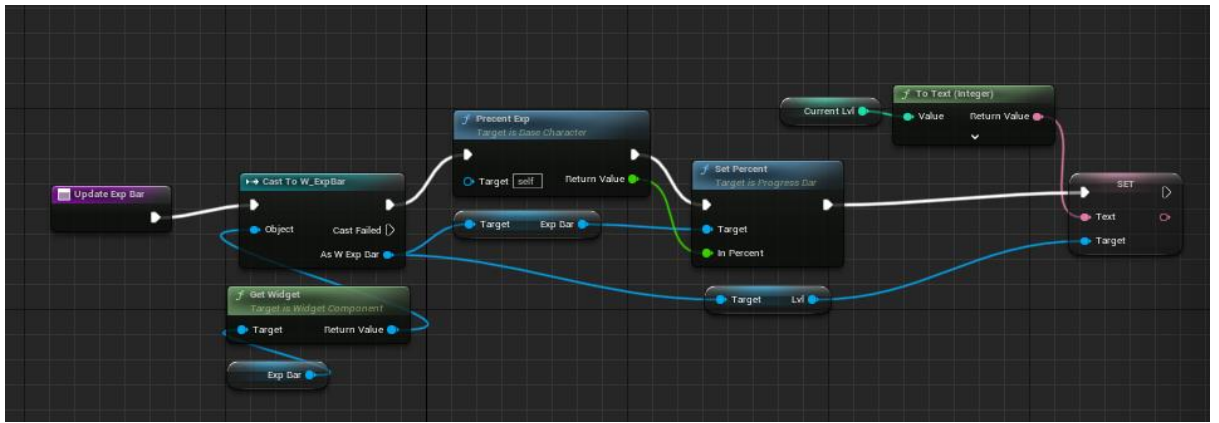 Update Exp Bar
Cast To W_ExpBar
Object
Cast Failed
As W Exp Bar
Get Widget
Target is Widget Component
Target
Return Value
Exp Bar
Precent Exp
Target is Base Character
Target
self
Return Value
Target
Exp Bar
Set Percent
Target is Progress Bar
Target
In Percent
Target
Lvl
Current Lvl
To Text (Integer)
Value
Return Value
SET
Text
Target